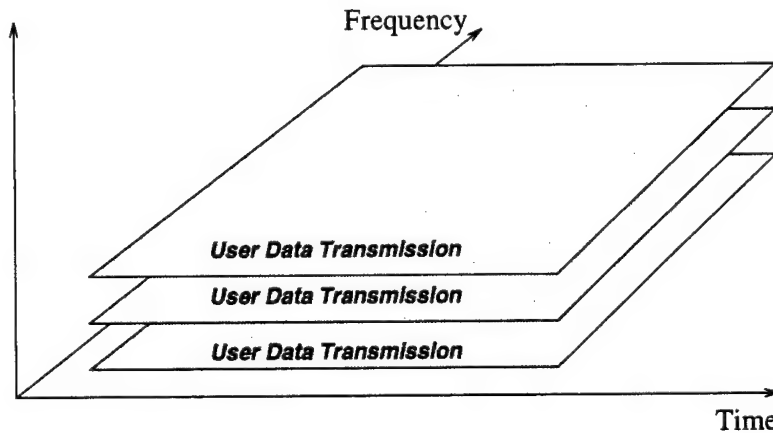 Frequency
User Data Transmission
User Data Transmission
User Data Transmission
Time